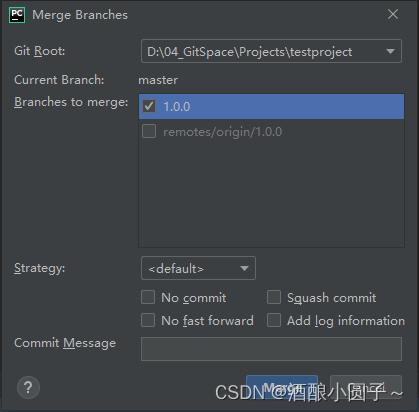 PC Merge Branches
Git Root: D:\04_GitSpace\Projects\testproject
Current Branch: master
Branches to merge: 1.0.0
remotes/origin/1.0.0
Strategy: <default>
No commit Squash commit
No fast forward Add log information
Commit Message
? Merge Cancel
CSDN @酒酿小圆子~